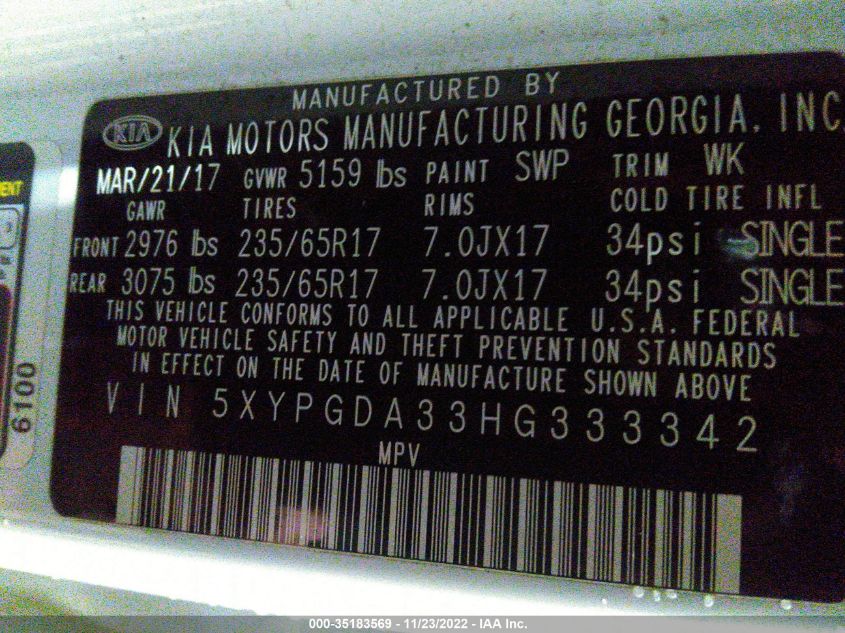 MANUFACTURED BY
KIA KIA MOTORS MANUFACTURING GEORGIA, INC.
MAR/21/17 GVWR 5159 lbs PAINT SWP TRIM WK
GAWR TIRES RIMS COLD TIRE INFL
FRONT 2976 lbs 235/65R17 7.0JX17 34psi SINGLE
REAR 3075 lbs 235/65R17 7.0JX17 34psi SINGLE
THIS VEHICLE CONFORMS TO ALL APPLICABLE U.S.A. FEDERAL
MOTOR VEHICLE SAFETY AND THEFT PREVENTION STANDARDS
IN EFFECT ON THE DATE OF MANUFACTURE SHOWN ABOVE
VIN 5XYPGDA33HG333342
MPV
6100
000-35183569 - 11/23/2022 - IAA Inc.